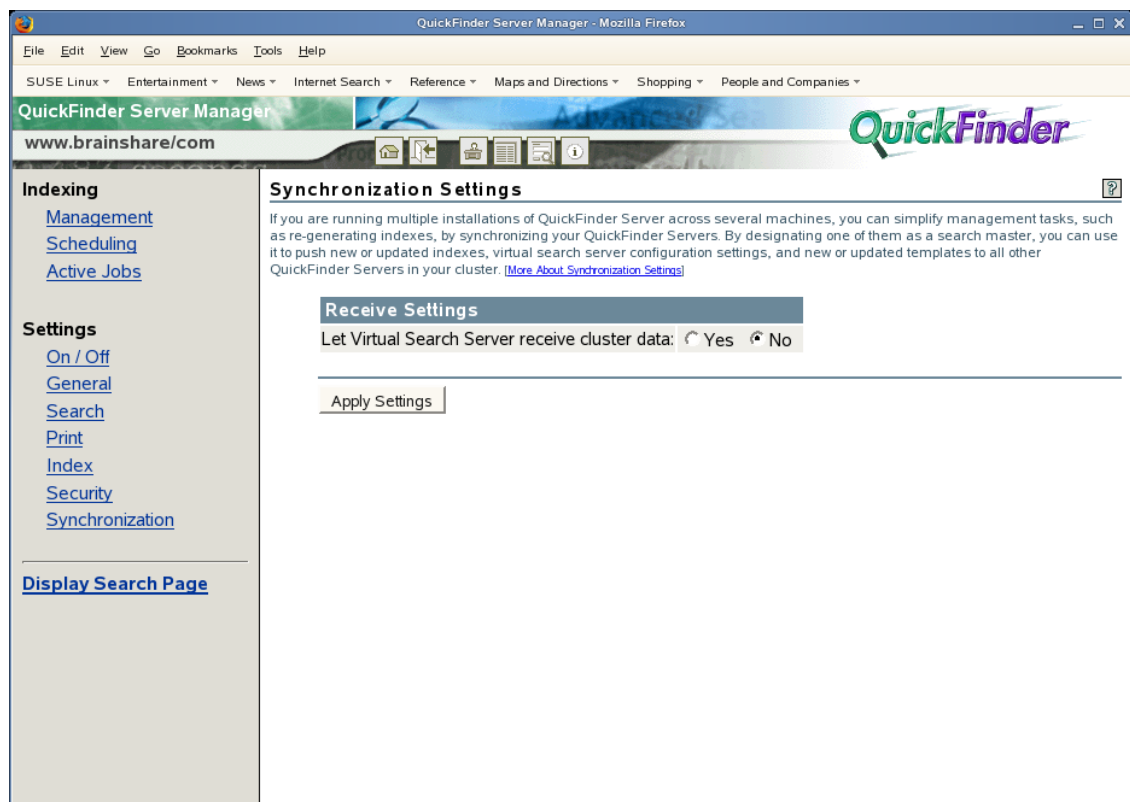 QuickFinder Server Manager - Mozilla Firefox
File Edit View Go Bookmarks Tools Help
SUSE Linux Entertainment News Internet Search Reference Maps and Directions Shopping People and Companies
QuickFinder Server Manager
Advanced Sea
QuickFinder
www.brainshare/com
Indexing
Management
Scheduling
Active Jobs
Settings
On / Off
General
Search
Print
Index
Security
Synchronization
Display Search Page
Synchronization Settings
?
If you are running multiple installations of QuickFinder Server across several machines, you can simplify management tasks, such
as re-generating indexes, by synchronizing your QuickFinder Servers. By designating one of them as a search master, you can use
it to push new or updated indexes, virtual search server configuration settings, and new or updated templates to all other
QuickFinder Servers in your cluster. [More About Synchronization Settings]
Receive Settings
Let Virtual Search Server receive cluster data: Yes No
Apply Settings